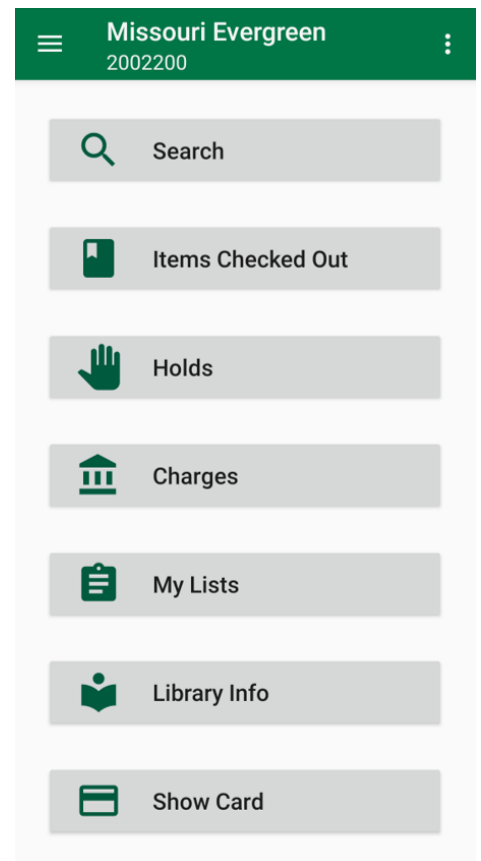 Missouri Evergreen
2002200
Search
Items Checked Out
Holds
Charges
My Lists
Library Info
Show Card